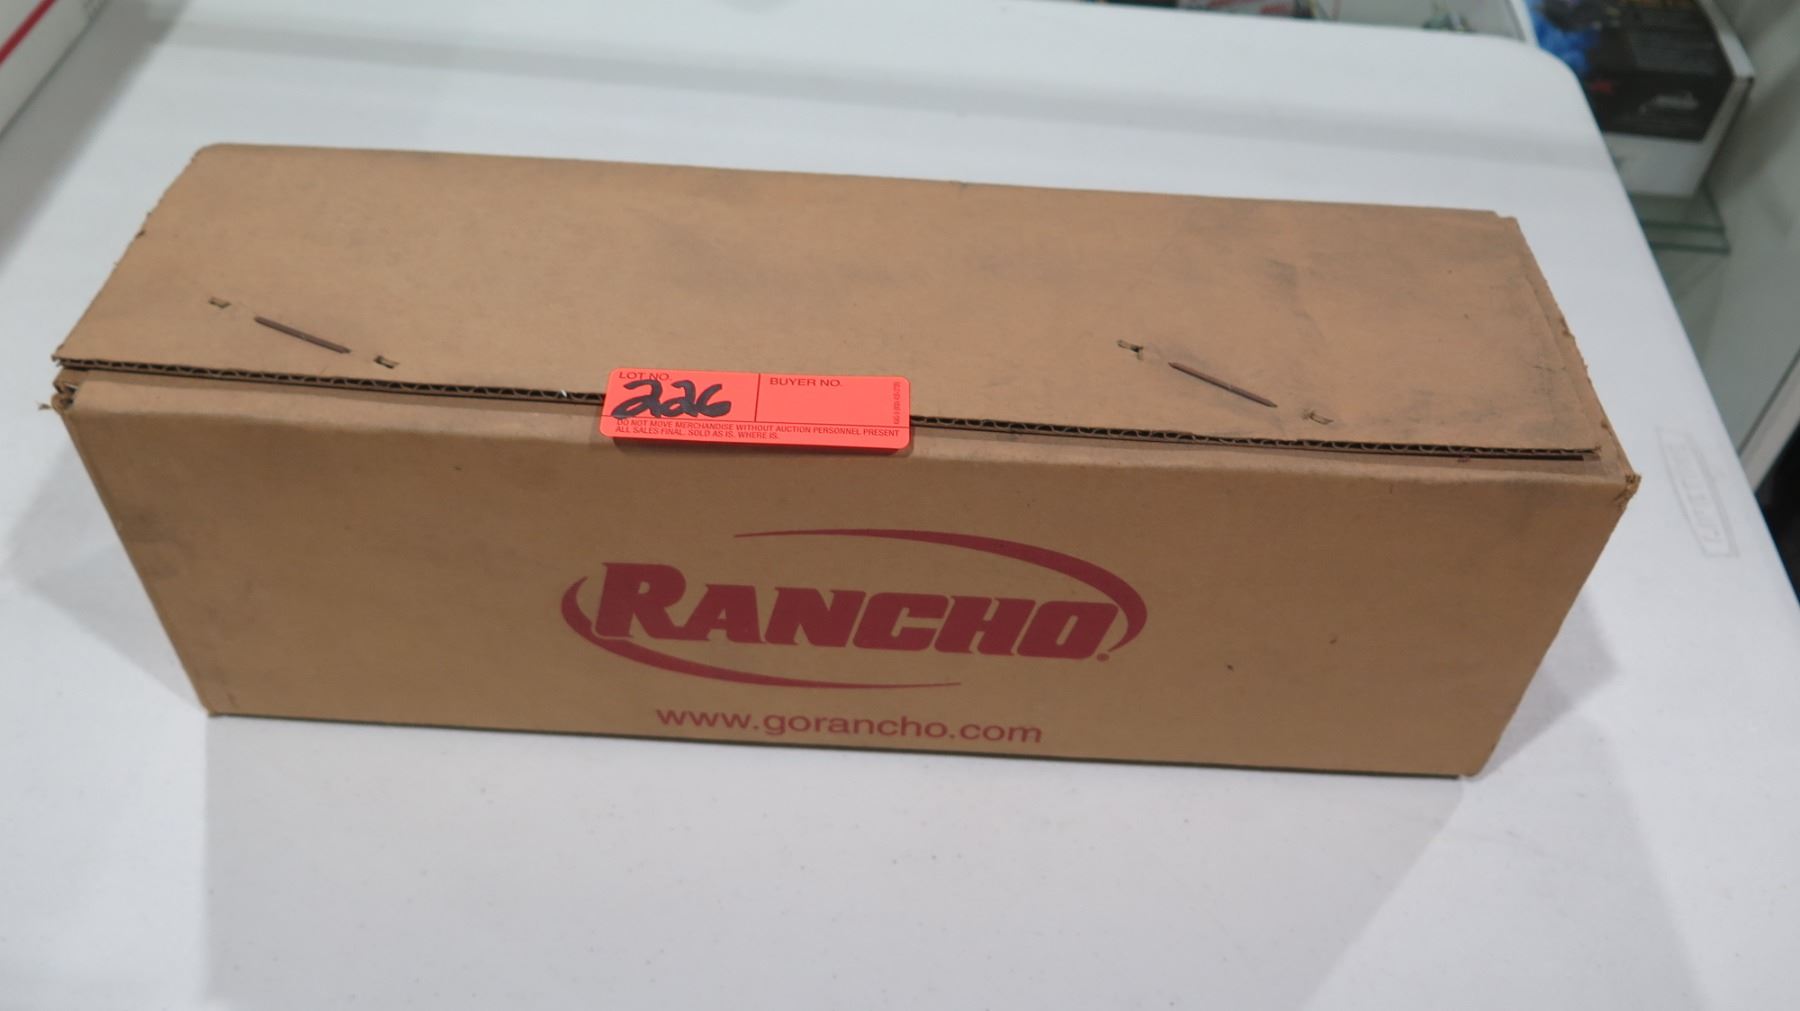 LOT NO.
226
BUYER NO.
DO NOT MOVE MERCHANDISE WITHOUT AUCTION PERSONNEL PRESENT
ALL SALES FINAL. SOLD AS IS. WHERE IS.
RANCHO®
www.gorancho.com